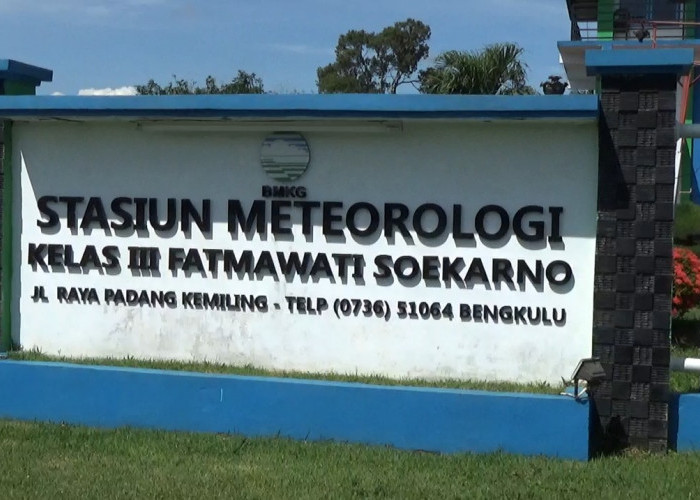 BMKG
STASIUN METEOROLOGI
KELAS III FATMAWATI SOEKARNO
JL RAYA PADANG KEMILING - TELP (0736) 51064 BENGKULU